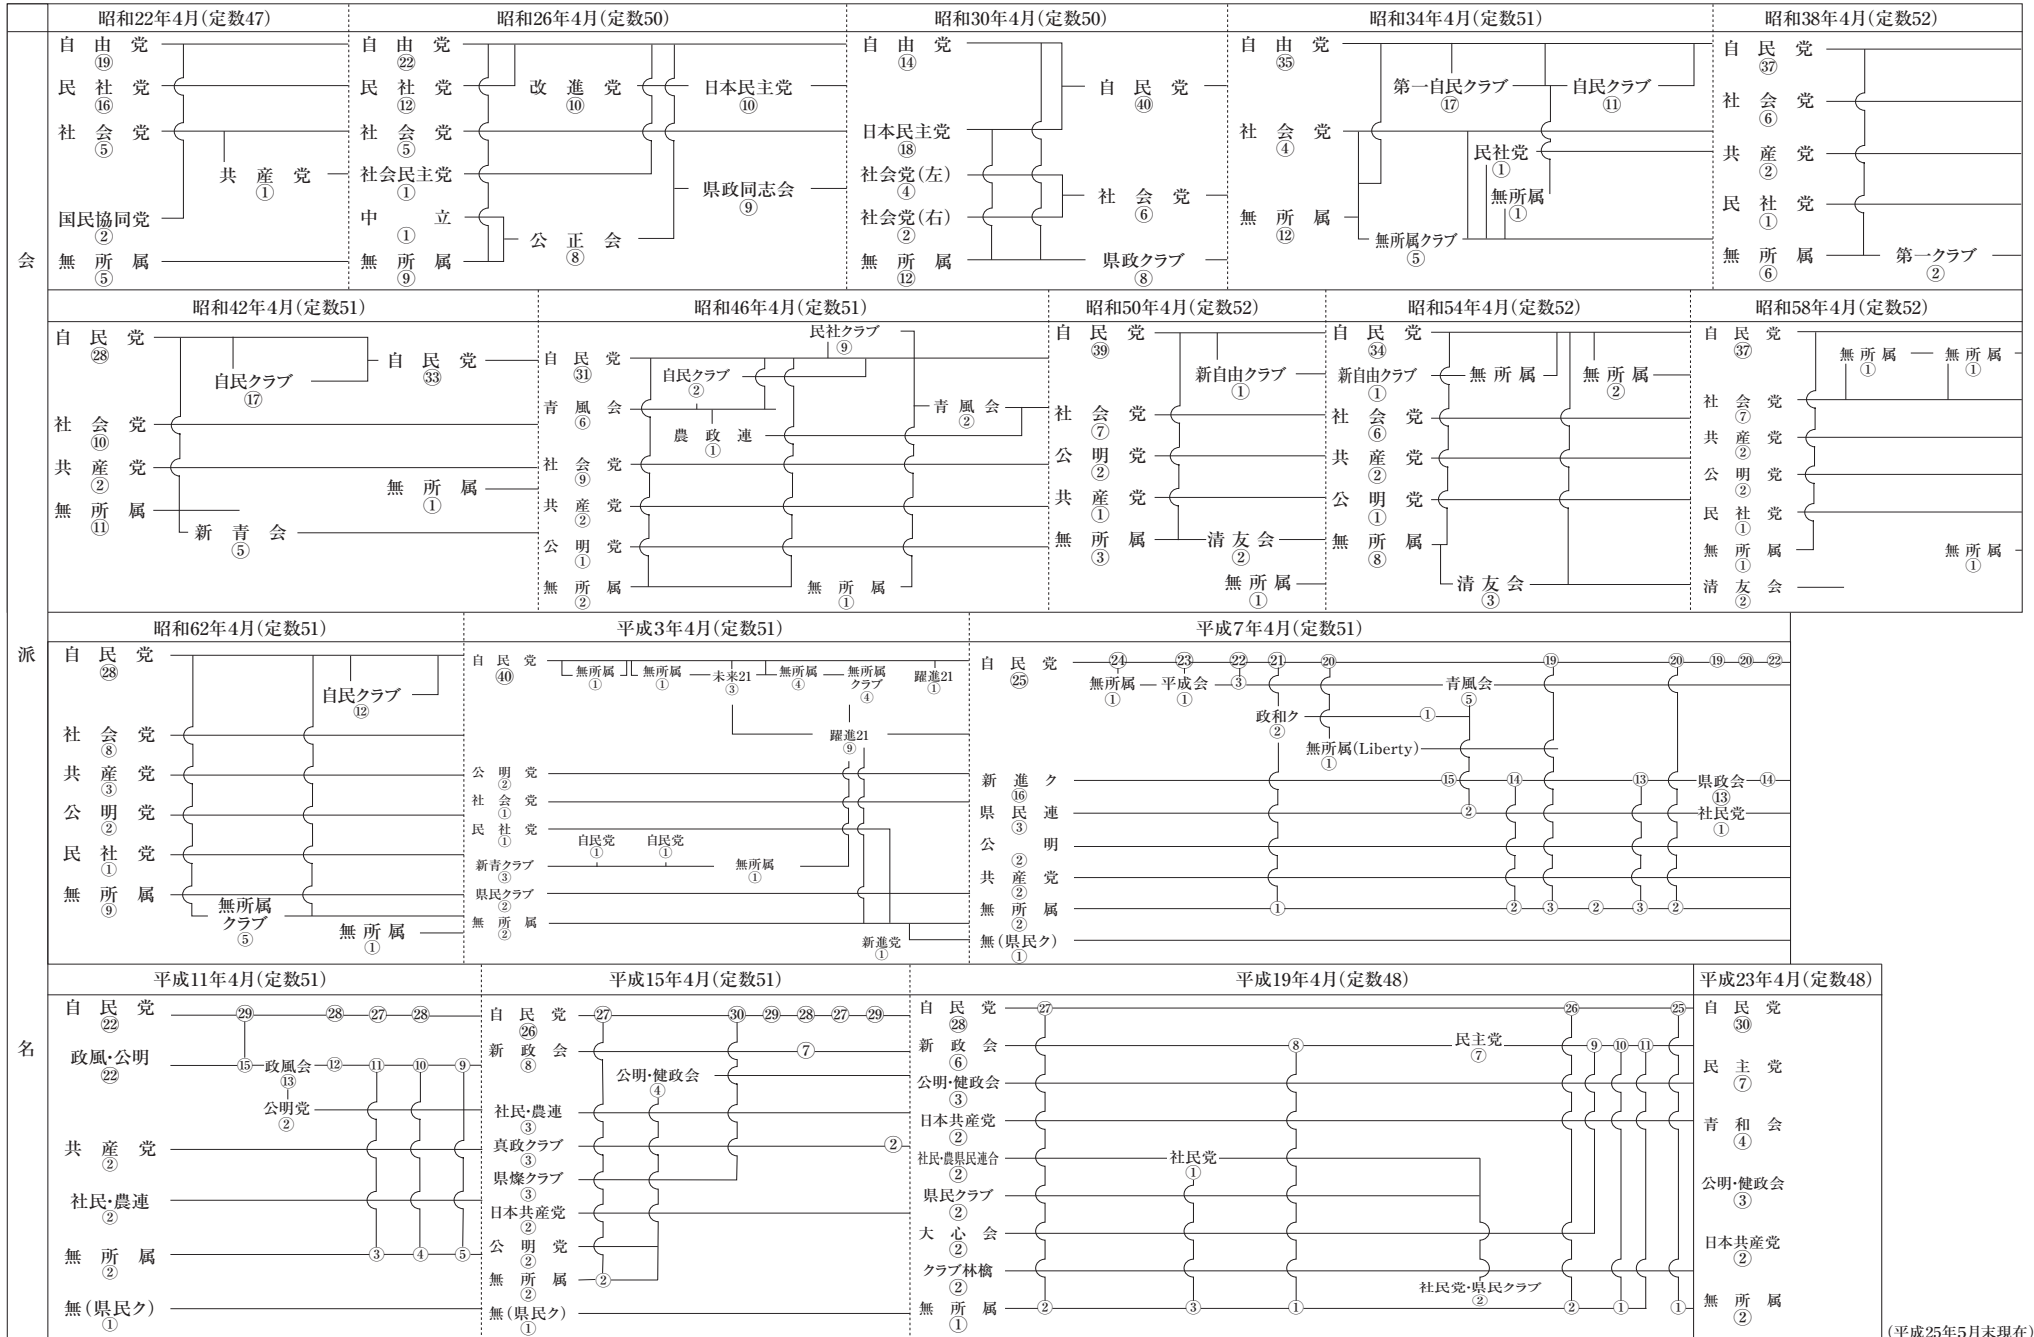 会
派
名
昭和22年4月(定数47)
自由党
⑲
民社党
⑯
社会党
⑤
共産党
①
国民協同党
②
無所属
⑤
昭和26年4月(定数50)
自由党
㉒
民社党
⑫
改進党
⑩
日本民主党
⑩
社会党
⑤
社会民主党
①
県政同志会
⑨
中立
①
公正会
⑧
無所属
⑨
昭和30年4月(定数50)
自由党
⑭
自民党
㊵
日本民主党
⑱
社会党(左)
④
社会党
⑥
社会党(右)
②
無所属
⑫
県政クラブ
⑧
昭和34年4月(定数51)
自由党
㉟
第一自民クラブ
⑰
自民クラブ
⑪
社会党
④
民社党
①
無所属
①
無所属
⑫
無所属クラブ
⑤
昭和38年4月(定数52)
自民党
㊲
社会党
⑥
共産党
②
民社党
①
無所属
⑥
第一クラブ
②
昭和42年4月(定数51)
自民党
㉘
自民党
㉝
自民クラブ
⑰
社会党
⑩
共産党
②
無所属
①
無所属
⑪
新青会
⑤
昭和46年4月(定数51)
民社クラブ
⑨
自民党
㉛
自民クラブ
②
青風会
⑥
青風会
②
農政連
①
社会党
⑨
共産党
②
公明党
①
無所属
②
無所属
①
昭和50年4月(定数52)
自民党
㊴
新自由クラブ
①
社会党
⑦
公明党
②
共産党
①
無所属
③
清友会
②
無所属
①
昭和54年4月(定数52)
自民党
㉞
新自由クラブ
①
無所属
無所属
②
社会党
⑥
共産党
②
公明党
①
無所属
⑧
清友会
③
昭和58年4月(定数52)
自民党
㊲
無所属
①
無所属
①
社会党
⑦
共産党
②
公明党
②
民社党
①
無所属
①
無所属
①
清友会
②
昭和62年4月(定数51)
自民党
㉘
自民クラブ
⑫
社会党
⑧
共産党
③
公明党
②
民社党
①
無所属
⑨
無所属
クラブ
⑤
無所属
①
平成3年4月(定数51)
自民党
㊵
無所属
①
無所属
①
未来21
③
無所属
④
無所属
クラブ
④
躍進21
①
躍進21
⑨
公明党
②
社会党
①
民社党
①
自民党
①
自民党
①
新青クラブ
③
無所属
①
県民クラブ
②
無所属
②
新進党
①
平成7年4月(定数51)
自民党 ㉔ ㉓ ㉒ ㉑ ⑳ ⑲ ⑳ ⑲ ⑳ ㉒
㉕
無所属 平成会 ③ 青風会
① ① ⑤
政和ク ①
②
無所属(Liberty)
①
新進ク ⑮ ⑭ ⑬ 県政会 ⑭
⑯ ⑬
県民連 ② 社民党
③ ①
公明
②
共産党
②
無所属 ① ② ③ ② ③ ②
②
無(県民ク)
①
平成11年4月(定数51)
自民党 ㉙ ㉘ ㉗ ㉘
㉒
政風・公明 ⑮ 政風会 ⑫ ⑪ ⑩ ⑨
㉒ ⑬
公明党
②
共産党
②
社民・農連
②
無所属 ③ ④ ⑤
②
無(県民ク)
①
平成15年4月(定数51)
自民党 ㉗ ㉚ ㉙ ㉘ ㉗ ㉙
㉖
新政会 ⑦
⑧
公明・健政会
④
社民・農連
③
真政クラブ ②
③
県燦クラブ
③
日本共産党
②
公明党
②
無所属 ②
②
無(県民ク)
①
平成19年4月(定数48)
自民党 ㉗ ㉖ ㉕
㉘
新政会 ⑧ 民主党 ⑨ ⑩ ⑪
⑥ ⑦
公明・健政会
③
日本共産党
②
社民・農県民連合 社民党
② ①
県民クラブ
②
大心会
②
クラブ林檎
②
社民党・県民クラブ
②
無所属 ② ③ ① ② ① ①
①
平成23年4月(定数48)
自民党
㉚
民主党
⑦
青和会
④
公明・健政会
③
日本共産党
②
無所属
②
(平成25年5月末現在)